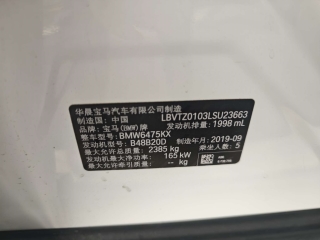 华晨宝马汽车有限公司制造
制造国：中国 LBVTZ0103LSU23663
品牌：宝马(BMW)牌 发动机排量：1998 mL
整车型号：BMW6475KX
发动机型号：B48B20D 制造年月：2019-09
最大允许总质量：2385 kg 乘坐人数：5
发动机最大净功率：165 kW
最大允许牵引质量：-- kg